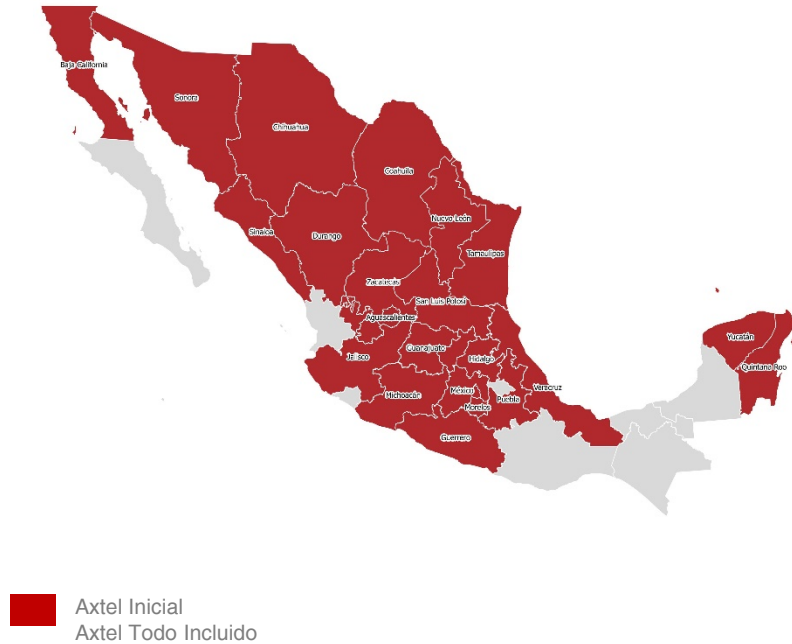 Baja California
Sonora
Chihuahua
Coahuila
Nuevo León
Sinaloa
Durango
Tamaulipas
Zacatecas
San Luis Potosí
Aguascalientes
Yucatán
Jalisco
Guanajuato
Hidalgo
Quintana Roo
Michoacán
México
Veracruz
Puebla
Morelos
Guerrero
Axtel Inicial
Axtel Todo Incluido